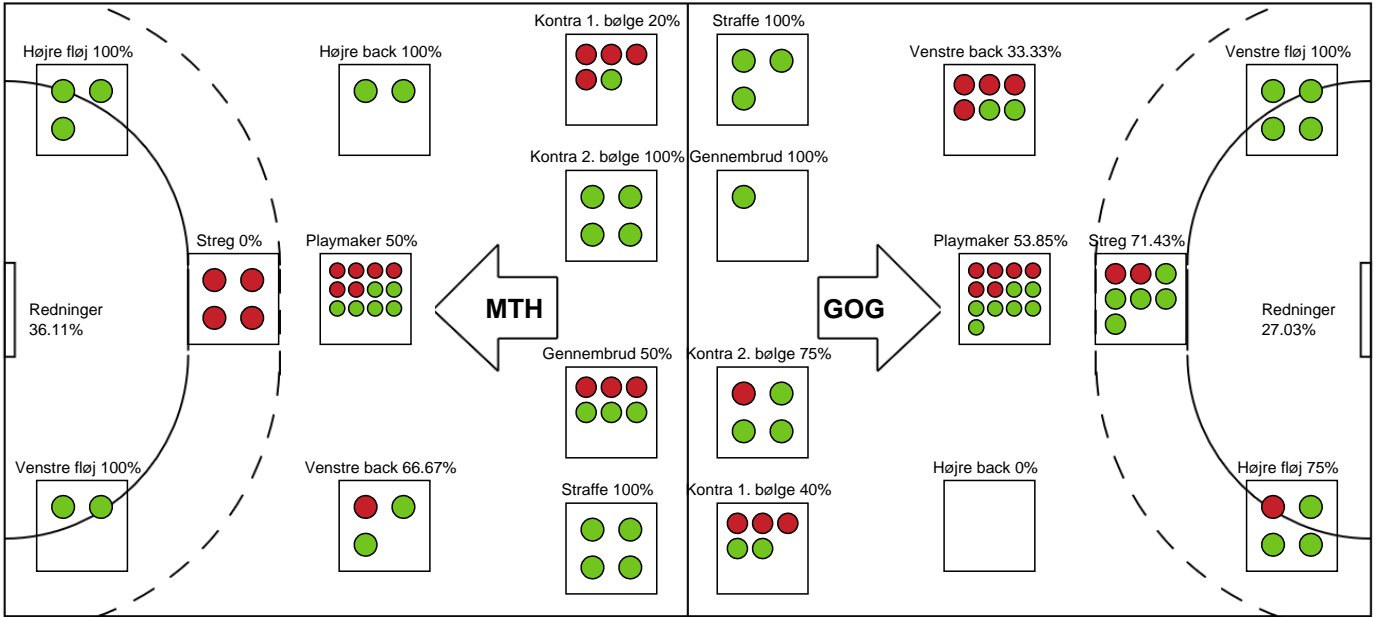 Kontra 1. bølge 20%
Straffe 100%
Højre fløj 100%
Højre back 100%
Venstre back 33.33%
Venstre fløj 100%
Kontra 2. bølge 100%
Gennembrud 100%
Streg 0%
Playmaker 50%
Playmaker 53.85%
Streg 71.43%
Redninger
36.11%
MTH
GOG
Redninger
27.03%
Gennembrud 50%
Kontra 2. bølge 75%
Venstre fløj 100%
Venstre back 66.67%
Højre back 0%
Højre fløj 75%
Straffe 100%
Kontra 1. bølge 40%